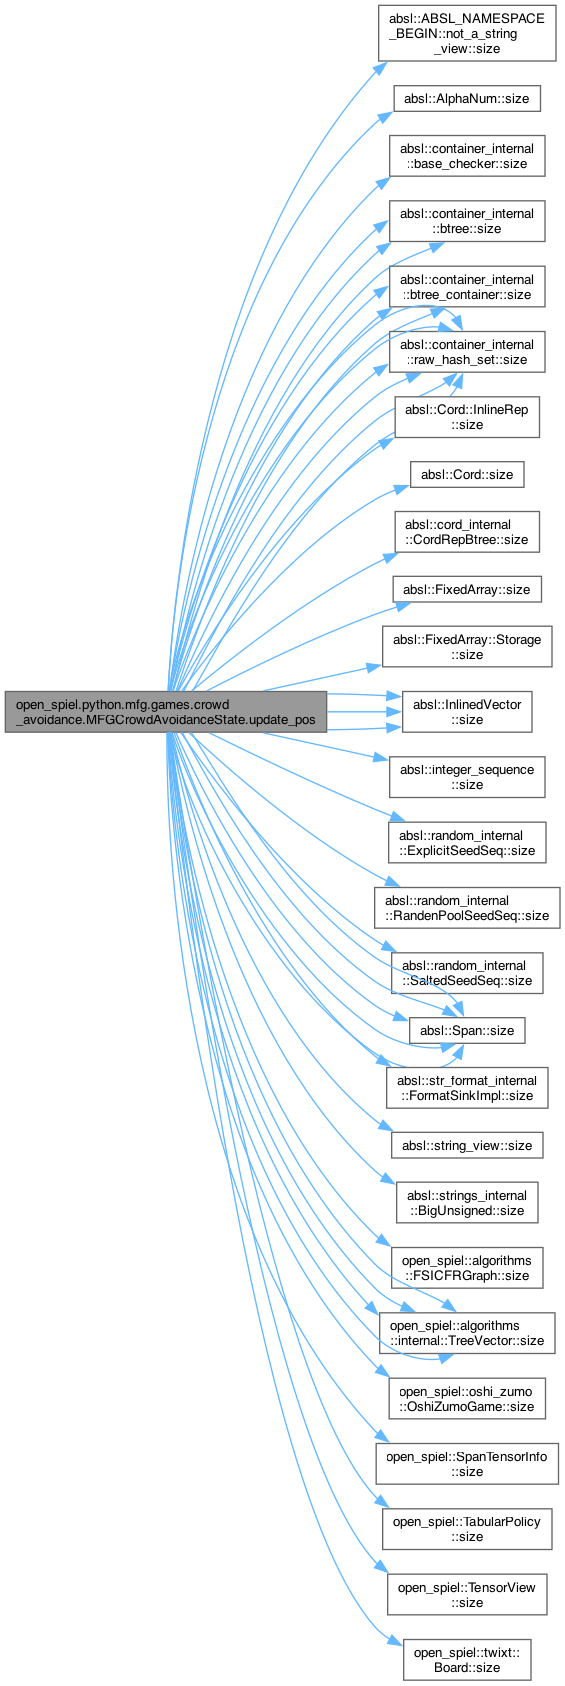 absl::ABSL_NAMESPACE
_BEGIN::not_a_string
_view::size
absl::AlphaNum::size
absl::container_internal
::base_checker::size
absl::container_internal
::btree::size
absl::container_internal
::btree_container::size
absl::container_internal
::raw_hash_set::size
absl::Cord::InlineRep
::size
absl::Cord::size
absl::cord_internal
::CordRepBtree::size
absl::FixedArray::size
absl::FixedArray::Storage
::size
open_spiel.python.mfg.games.crowd
_avoidance.MFGCrowdAvoidanceState.update_pos
absl::InlinedVector
::size
absl::integer_sequence
::size
absl::random_internal
::ExplicitSeedSeq::size
absl::random_internal
::RandenPoolSeedSeq::size
absl::random_internal
::SaltedSeedSeq::size
absl::Span::size
absl::str_format_internal
::FormatSinkImpl::size
absl::string_view::size
absl::strings_internal
::BigUnsigned::size
open_spiel::algorithms
::FSICFRGraph::size
open_spiel::algorithms
::internal::TreeVector::size
open_spiel::oshi_zumo
::OshiZumoGame::size
open_spiel::SpanTensorInfo
::size
open_spiel::TabularPolicy
::size
open_spiel::TensorView
::size
open_spiel::twixt::
Board::size